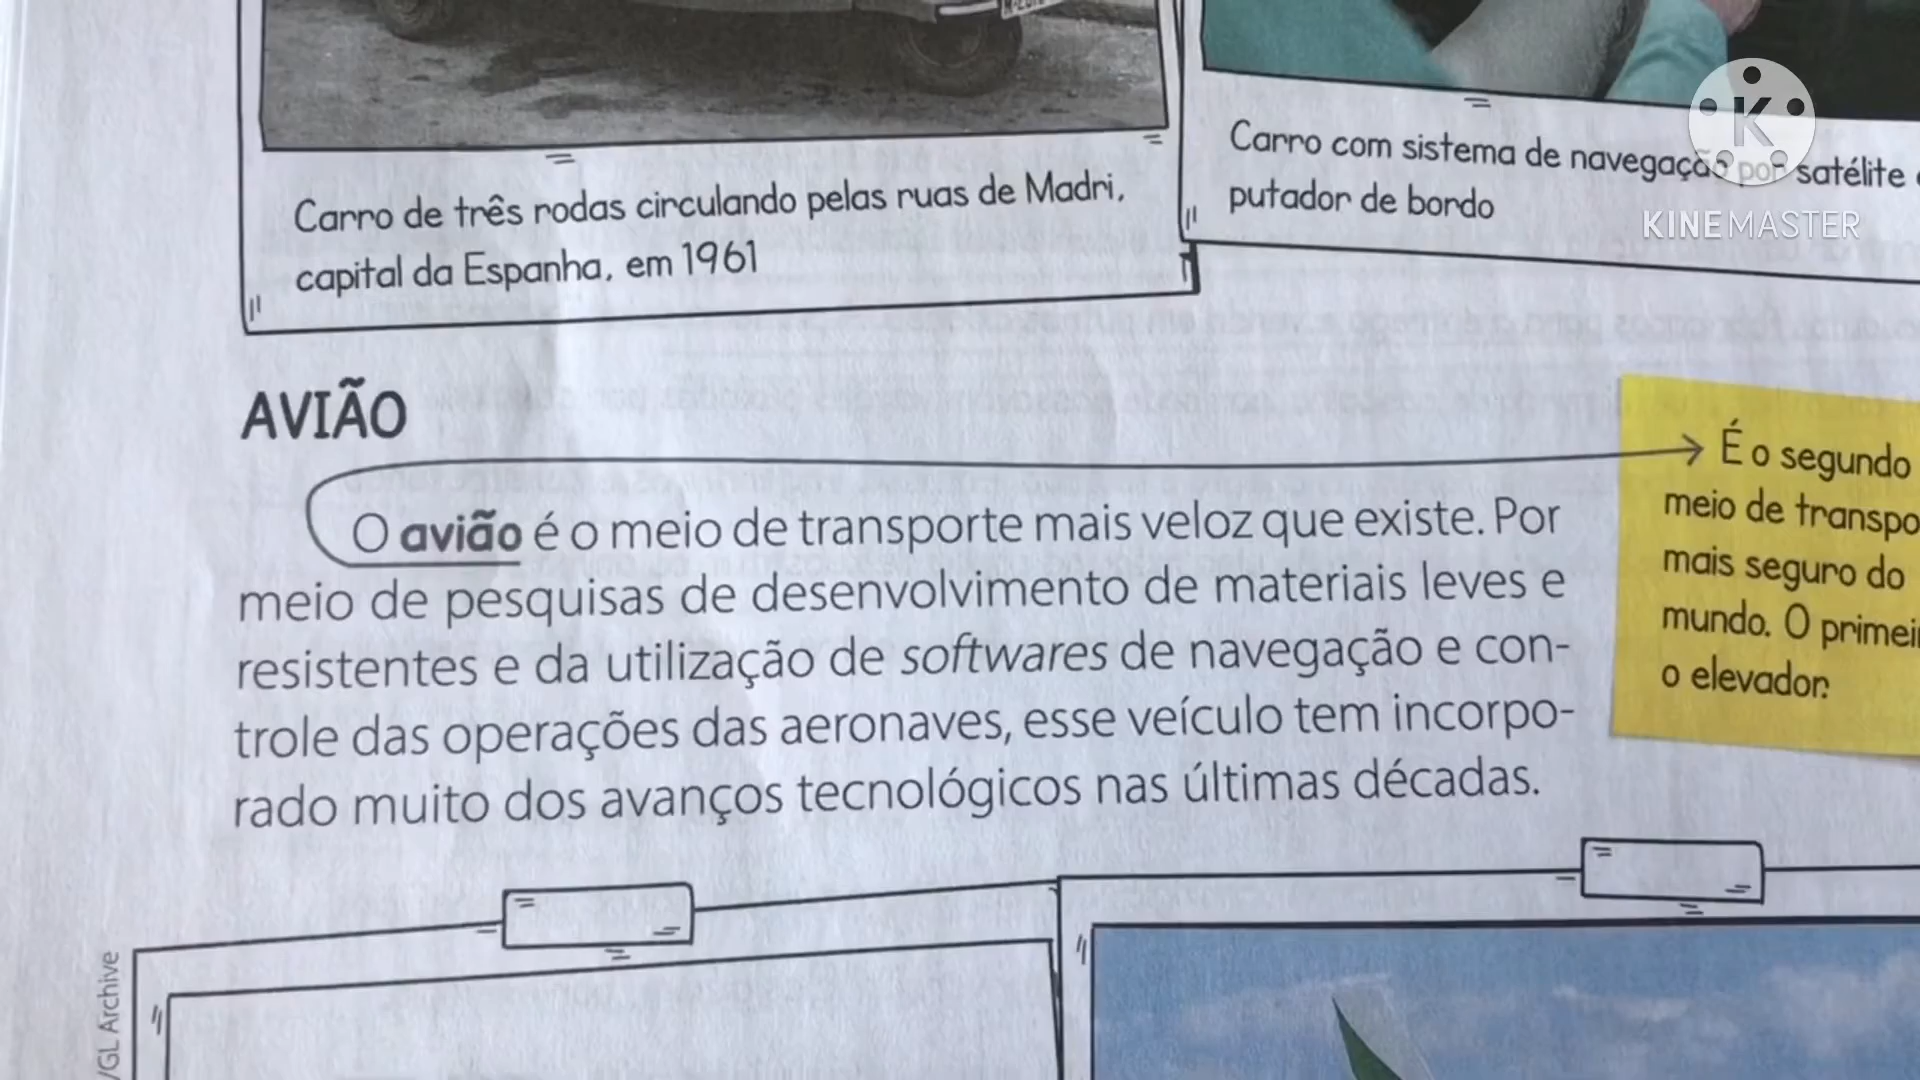 Carro de três rodas circulando pelas ruas de Madri,
capital da Espanha, em 1961
Carro com sistema de navegação por satélite
putador de bordo
KINEMASTER
AVIÃO
O avião é o meio de transporte mais veloz que existe. Por
meio de pesquisas de desenvolvimento de materiais leves e
resistentes e da utilização de softwares de navegação e con-
trole das operações das aeronaves, esse veículo tem incorpo-
rado muito dos avanços tecnológicos nas últimas décadas.
É o segundo
meio de transpo
mais seguro do
mundo. O primei
o elevador.
/GL Archive